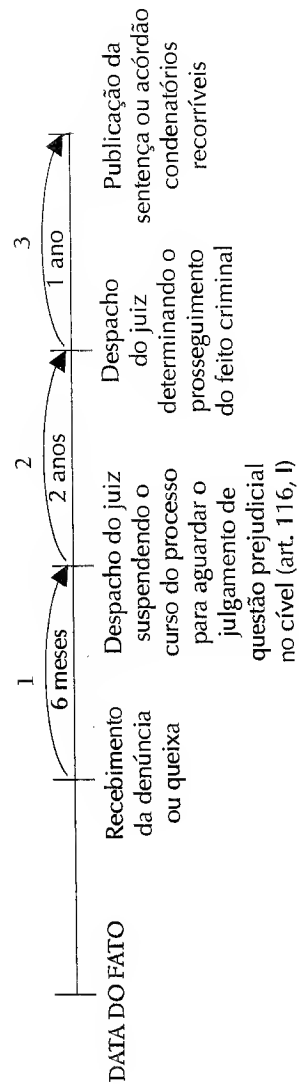 1
2
3
6 meses
2 anos
1 ano
DATA DO FATO
Recebimento
da denúncia
ou queixa
Despacho do juiz
suspendendo o
curso do processo
para aguardar o
julgamento de
questão prejudicial
no cível (art. 116, I)
Despacho
do juiz
determinando o
prosseguimento
do feito criminal
Publicação da
sentença ou acórdão
condenatórios
recorríveis